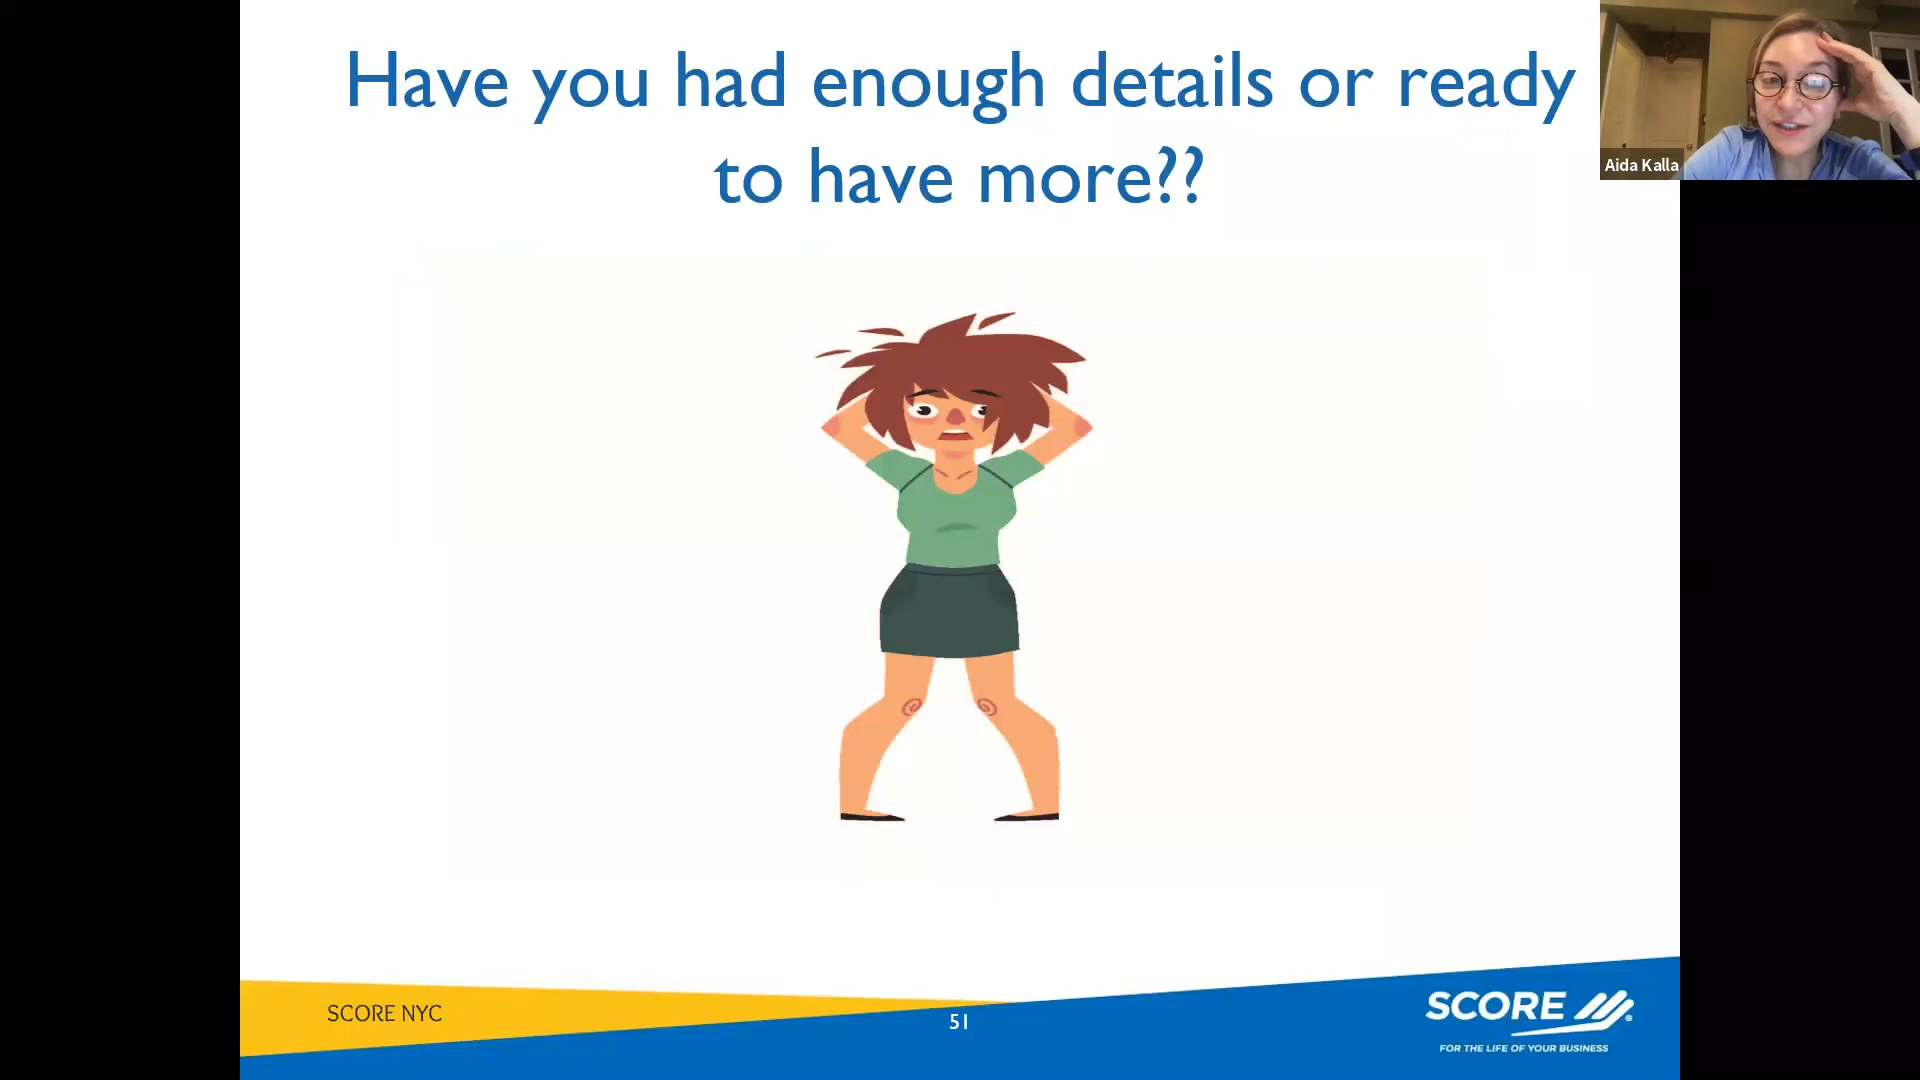 Have you had enough details or ready
to have more??
Aida Kalla
SCORE NYC
51
SCORE
FOR THE LIFE OF YOUR BUSINESS